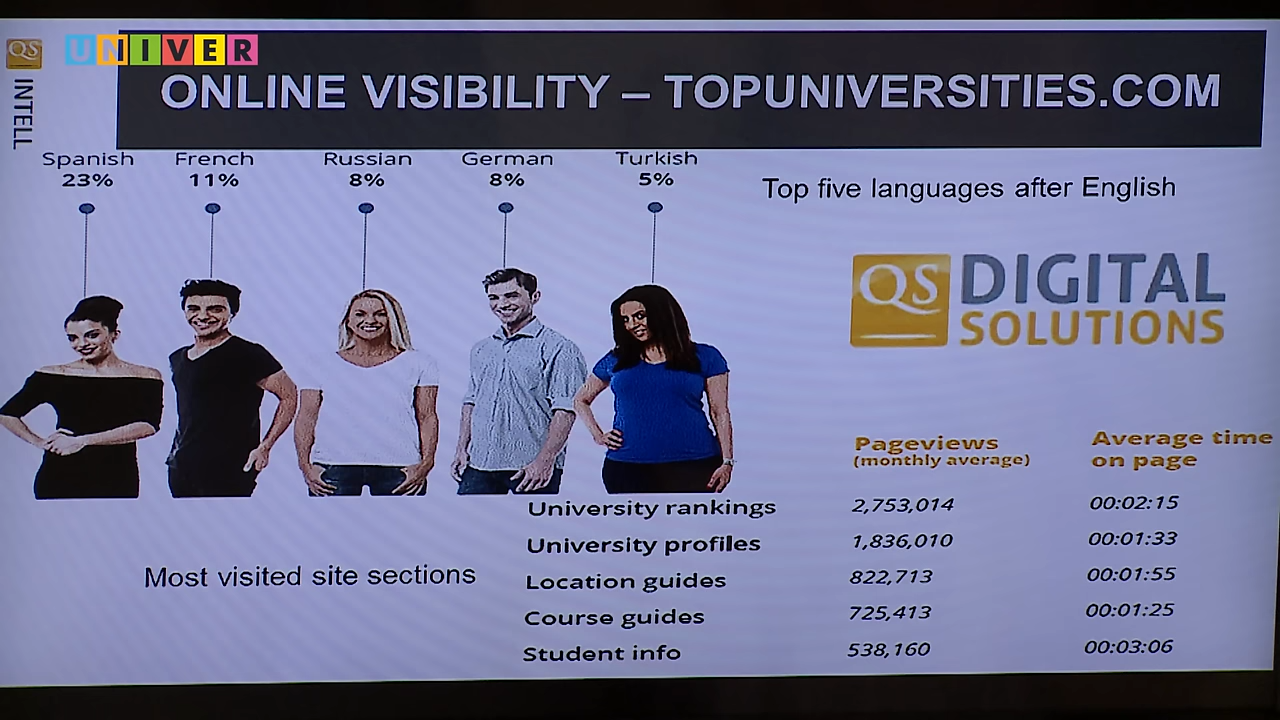 QS
UNIVER
INTELL
ONLINE VISIBILITY – TOPUNIVERSITIES.COM
Spanish French Russian German Turkish
23% 11% 8% 8% 5%
Top five languages after English
QS DIGITAL
SOLUTIONS
Pageviews Average time
(monthly average) on page
University rankings 2,753,014 00:02:15
University profiles 1,836,010 00:01:33
Most visited site sections
Location guides 822,713 00:01:55
Course guides 725,413 00:01:25
Student info 538,160 00:03:06